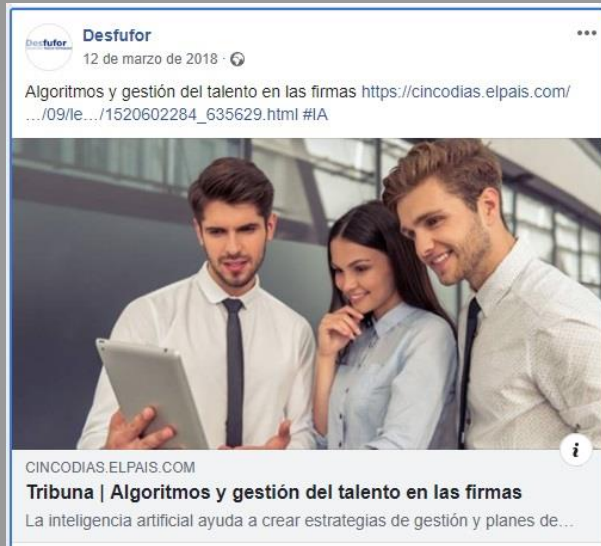 Desfufor
Desfufor
12 de marzo de 2018 ·
Algoritmos y gestión del talento en las firmas https://cincodias.elpais.com/
…/09/le…/1520602284_635629.html #IA
i
CINCODIAS.ELPAIS.COM
Tribuna | Algoritmos y gestión del talento en las firmas
La inteligencia artificial ayuda a crear estrategias de gestión y planes de…